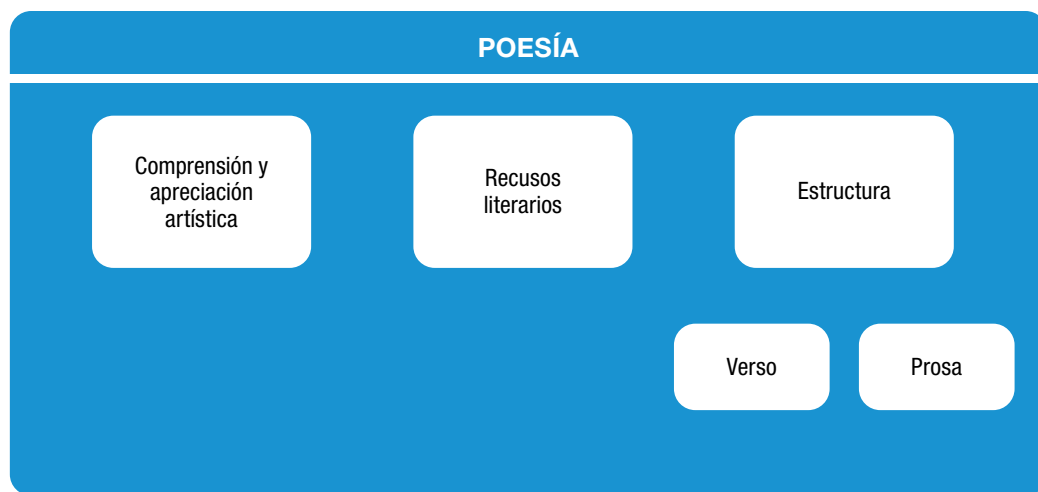 POESÍA
Comprensión y
apreciación
artística
Recusos
literarios
Estructura
Verso
Prosa